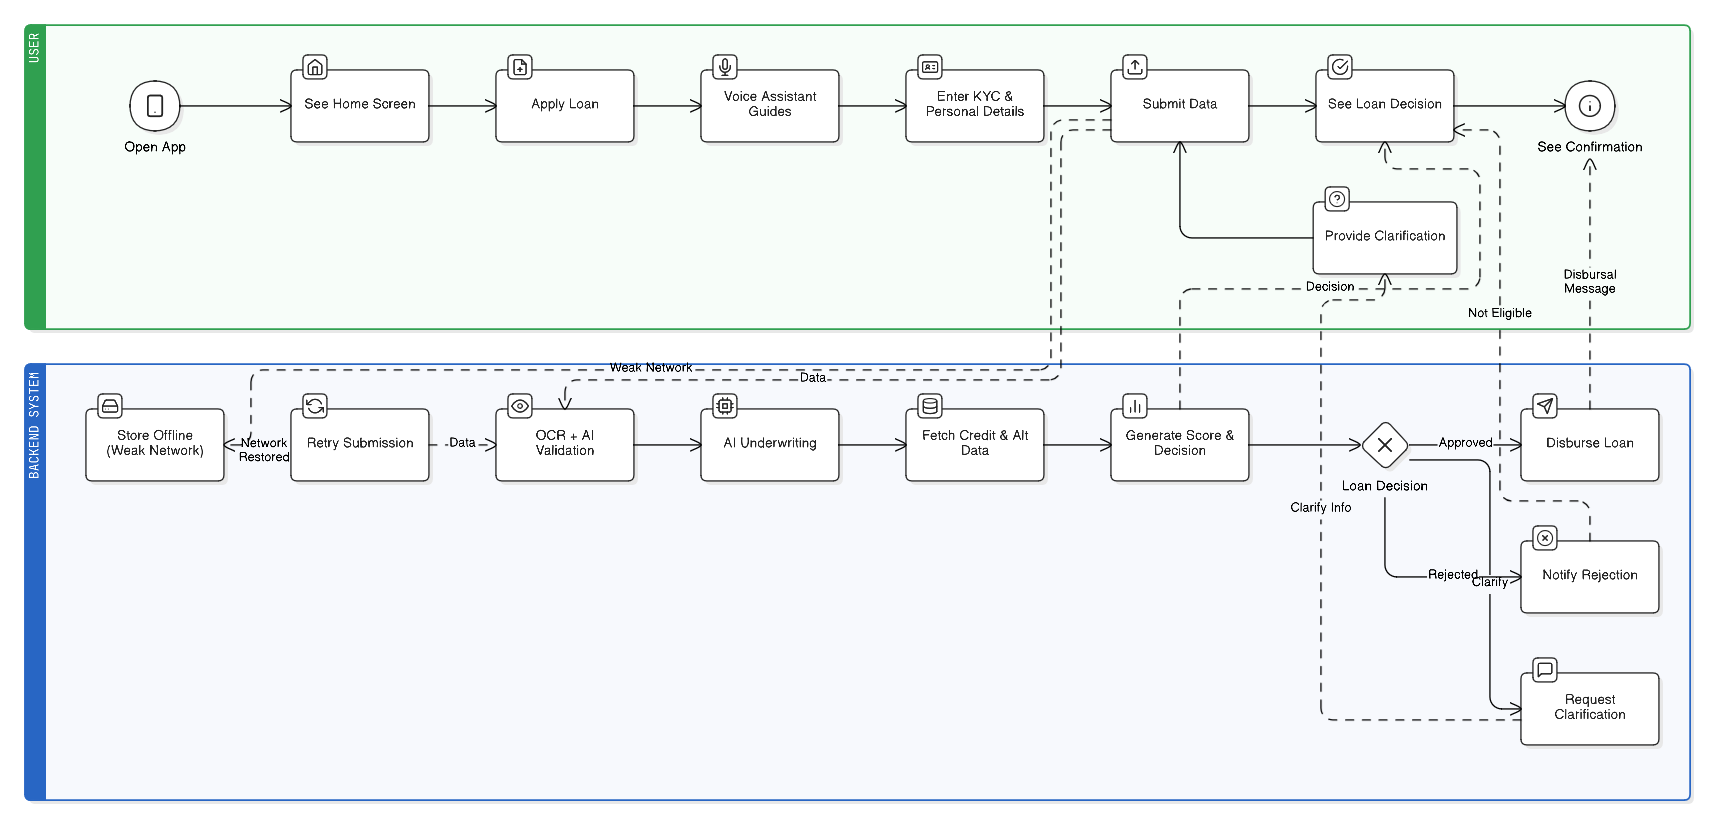 USER
Open App
See Home Screen
Apply Loan
Voice Assistant
Guides
Enter KYC &
Personal Details
Submit Data
See Loan Decision
See Confirmation
Provide Clarification
Decision
Disbursal
Message
Not Eligible
BACKEND SYSTEM
Weak Network
Data
Store Offline
(Weak Network)
Network
Restored
Retry Submission
Data
OCR + AI
Validation
AI Underwriting
Fetch Credit & Alt
Data
Generate Score &
Decision
Loan Decision
Approved
Disburse Loan
Clarify Info
Rejected
Clarify
Notify Rejection
Request
Clarification